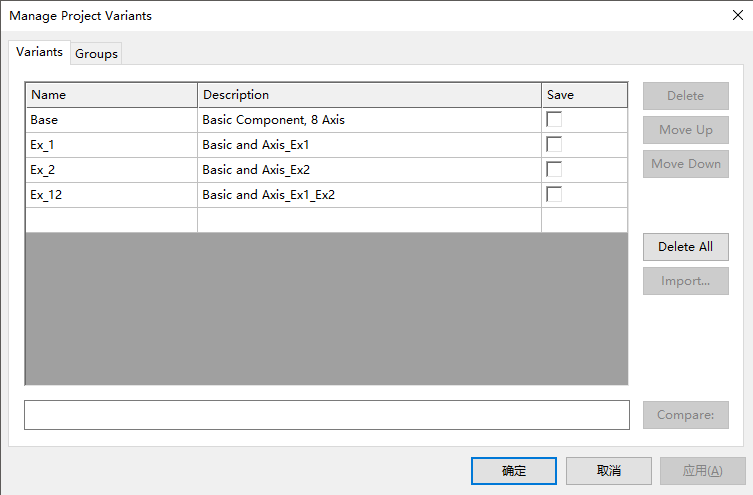 Manage Project Variants
Variants Groups
Name Description Save
Base Basic Component, 8 Axis
Ex_1 Basic and Axis_Ex1
Ex_2 Basic and Axis_Ex2
Ex_12 Basic and Axis_Ex1_Ex2
Delete
Move Up
Move Down
Delete All
Import...
Compare:
确定 取消 应用(A)